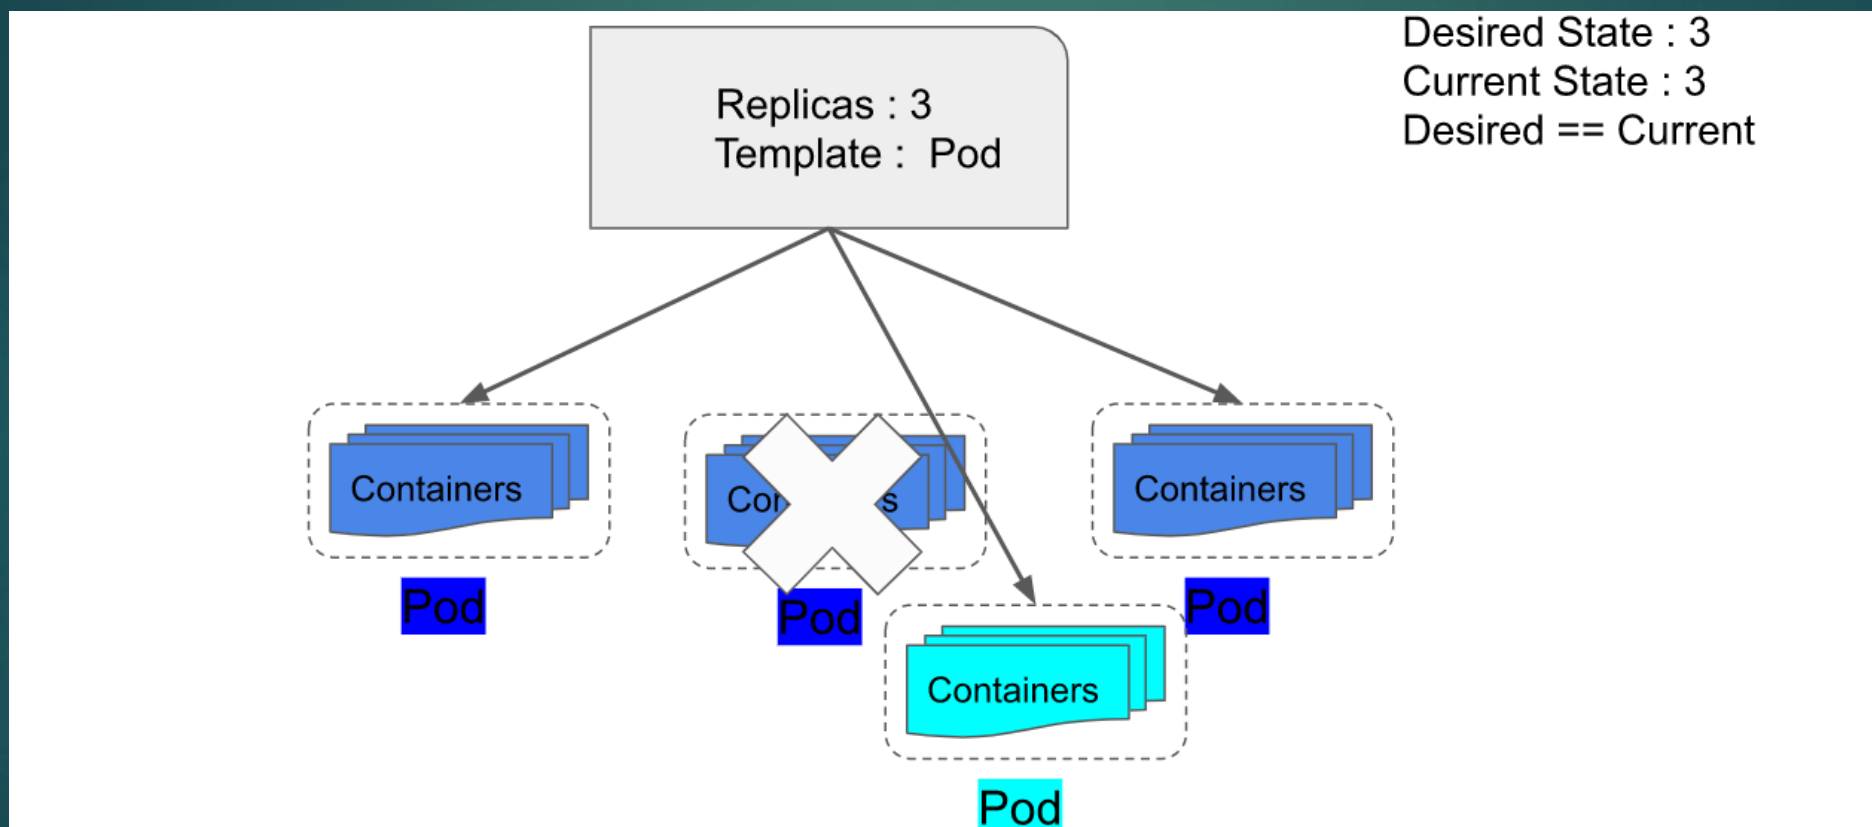 Desired State : 3
Current State : 3
Desired == Current
Replicas : 3
Template : Pod
Containers
Containers
Pod
Pod
Pod
Containers
Pod